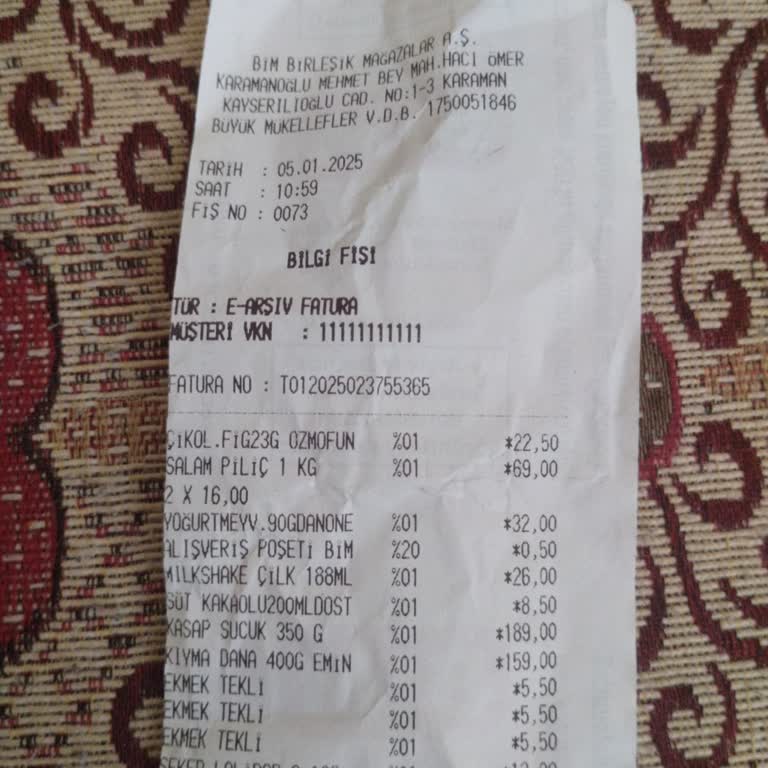 BİM BİRLEŞİK MAĞAZALAR A.Ş.
KARAMANOĞLU MEHMET BEY MAH.HACI ÖMER
KAYSERILIOĞLU CAD. NO:1-3 KARAMAN
BÜYÜK MÜKELLEFLER V.D.B. 1750051846
TARİH : 05.01.2025
SAAT : 10:59
FİŞ NO : 0073
BİLGİ FİŞİ
TÜR : E-ARŞİV FATURA
MÜŞTERİ VKN : 11111111111
FATURA NO : T012025023755365
ÇİKOL.FİG23G OZMOFUN %01 *22,50
SALAM PİLİÇ 1 KG %01 *69,00
2 X 16,00
YOĞURTMEYV.90GDANONE %01 *32,00
ALIŞVERİŞ POŞETİ BİM %20 *0,50
MILKSHAKE ÇİLK 188ML %01 *26,00
SÜT KAKAOLU200MLDOST %01 *8,50
KASAP SUCUK 350 G %01 *189,00
KIYMA DANA 400G EMİN %01 *159,00
EKMEK TEKLİ %01 *5,50
EKMEK TEKLİ %01 *5,50
EKMEK TEKLİ %01 *5,50